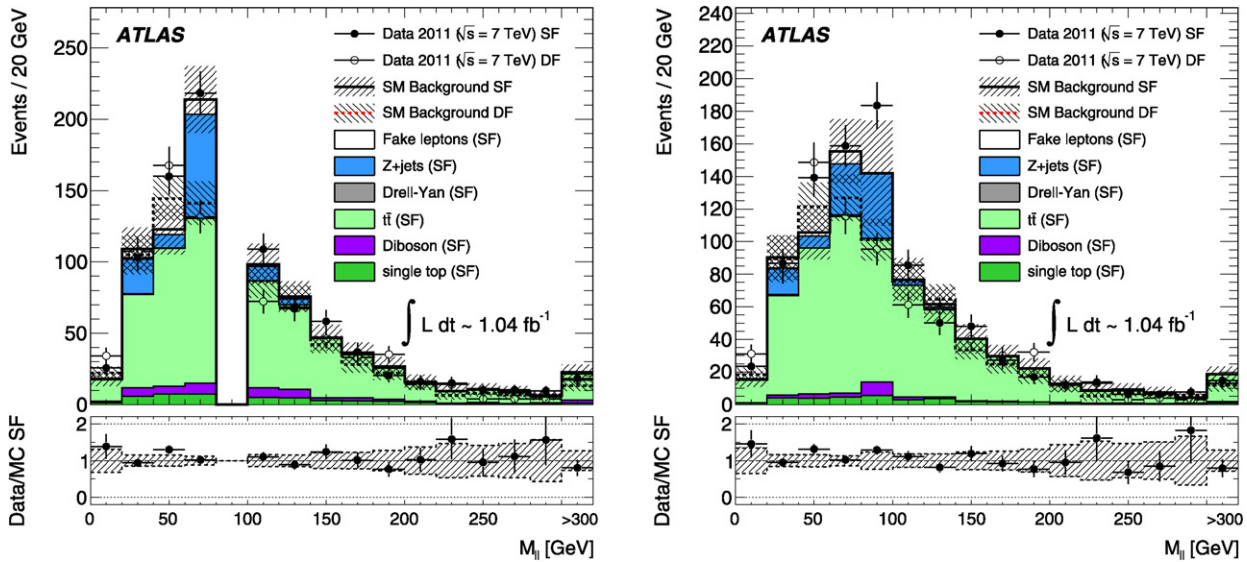 ATLAS
Data 2011 (√s = 7 TeV) SF
Data 2011 (√s = 7 TeV) DF
SM Background SF
SM Background DF
Fake leptons (SF)
Z+jets (SF)
Drell-Yan (SF)
tt̄ (SF)
Diboson (SF)
single top (SF)
∫ L dt ~ 1.04 fb⁻¹
Events / 20 GeV
250
200
150
100
50
0
Data/MC SF
2
1
0
0 50 100 150 200 250 >300
M_ll [GeV]
ATLAS
Data 2011 (√s = 7 TeV) SF
Data 2011 (√s = 7 TeV) DF
SM Background SF
SM Background DF
Fake leptons (SF)
Z+jets (SF)
Drell-Yan (SF)
tt̄ (SF)
Diboson (SF)
single top (SF)
∫ L dt ~ 1.04 fb⁻¹
Events / 20 GeV
240
220
200
180
160
140
120
100
80
60
40
20
0
Data/MC SF
2
1
0
0 50 100 150 200 250 >300
M_ll [GeV]